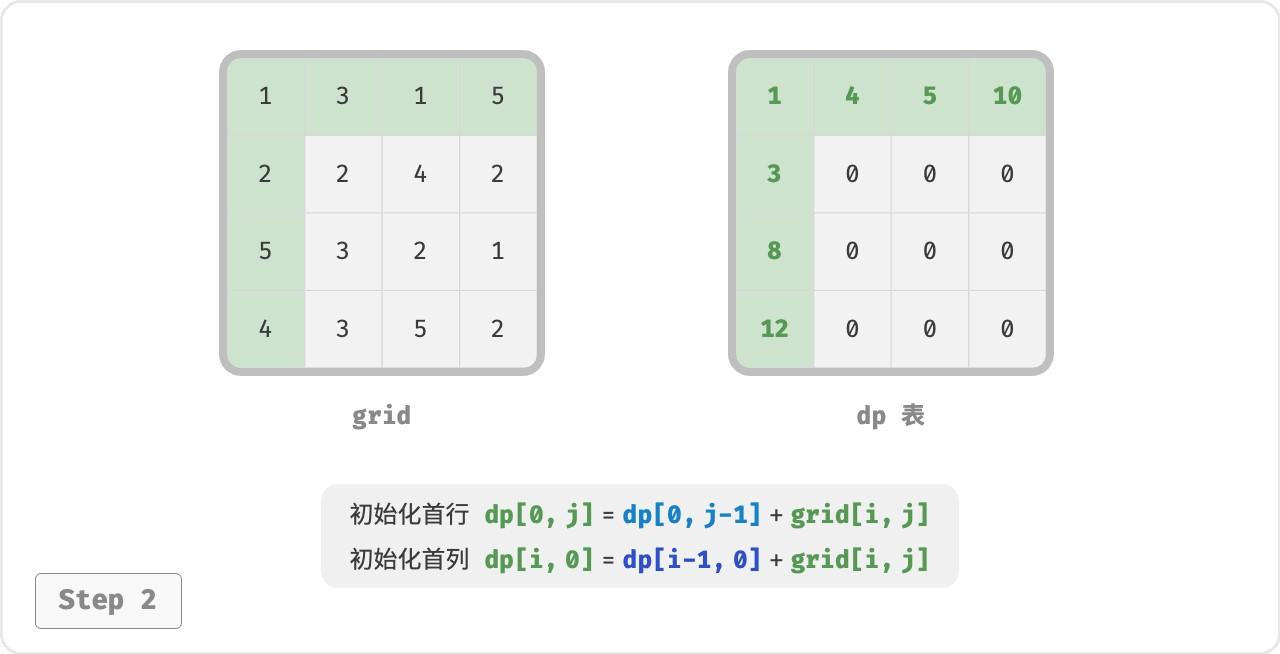 1 3 1 5
2 2 4 2
5 3 2 1
4 3 5 2
grid
1 4 5 10
3 0 0 0
8 0 0 0
12 0 0 0
dp 表
初始化首行 dp[0, j] = dp[0, j-1] + grid[i, j]
初始化首列 dp[i, 0] = dp[i-1, 0] + grid[i, j]
Step 2